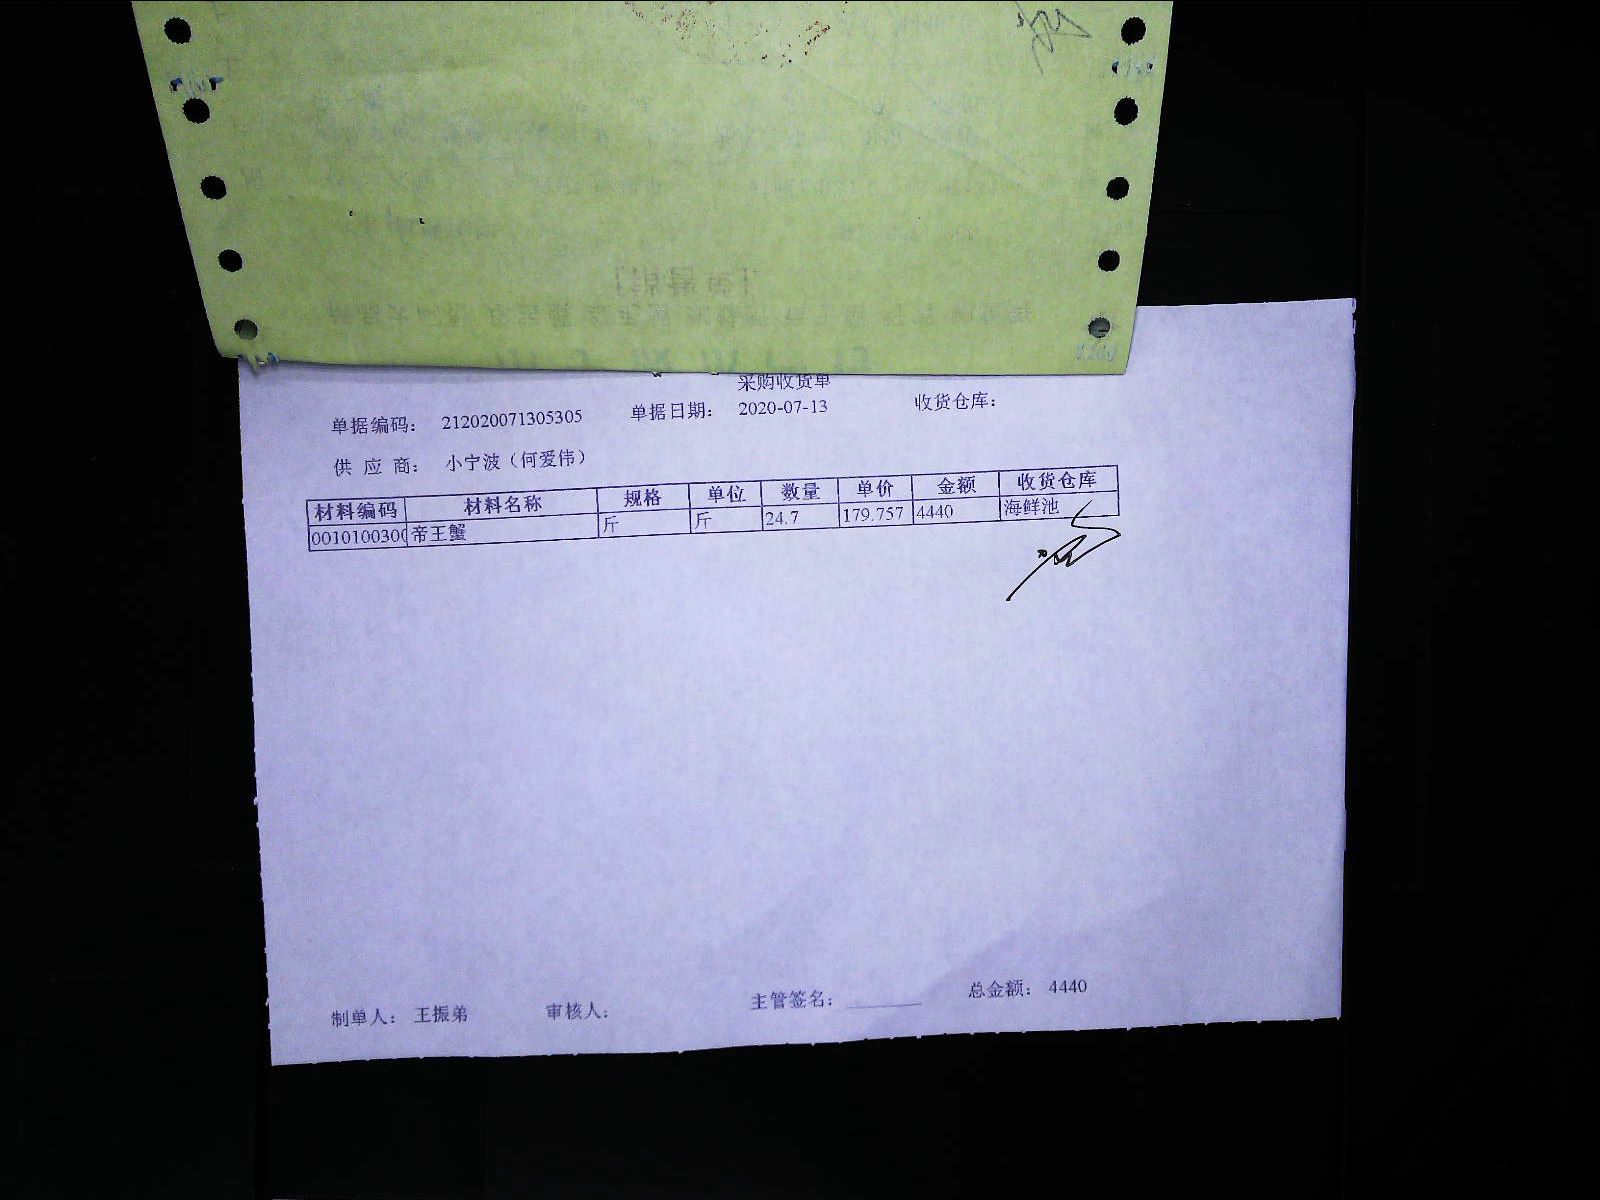 采购收货单
单据编码： 212020071305305 单据日期： 2020-07-13 收货仓库：
供 应 商： 小宁波（何爱伟）
材料编码 材料名称 规格 单位 数量 单价 金额 收货仓库
0010100300 帝王蟹 斤 斤 24.7 179.757 4440 海鲜池
制单人： 王振弟 审核人： 主管签名： 总金额： 4440